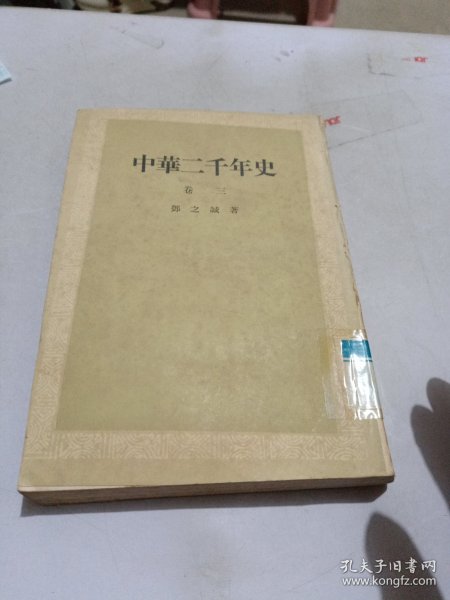 中華二千年史
卷 三
鄧之誠著
孔夫子旧书网
www.kongfz.com